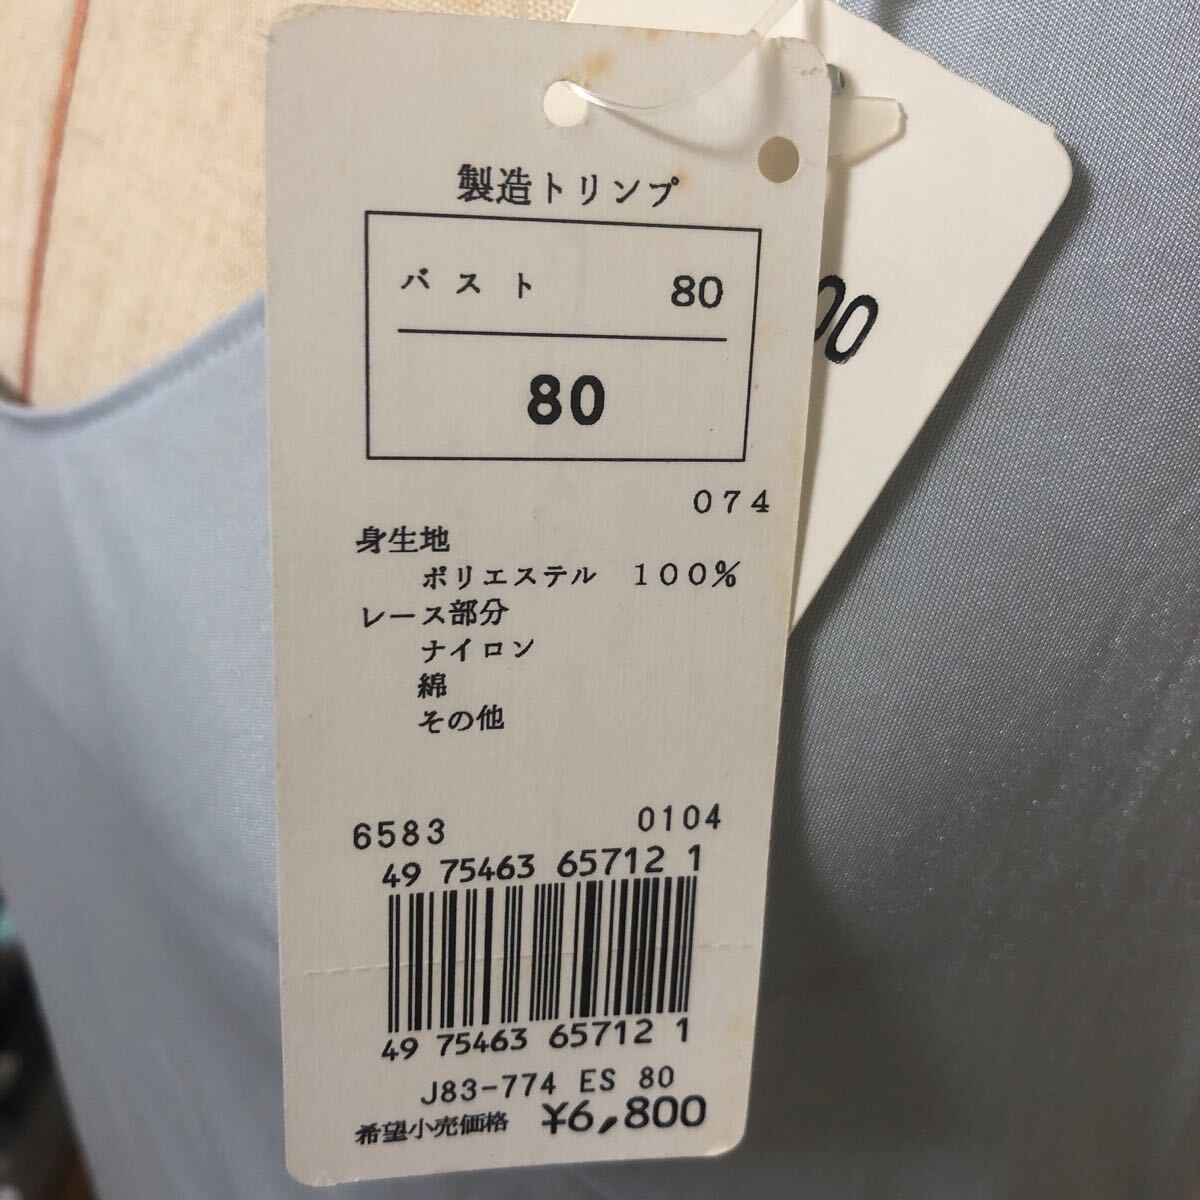 製造トリンプ
バスト 80
80
074
身生地
ポリエステル 100%
レース部分
ナイロン
綿
その他
6583 0104
49 75463 65712 1
49 75463 65712 1
J83-774 ES 80
希望小売価格 ¥6,800
00